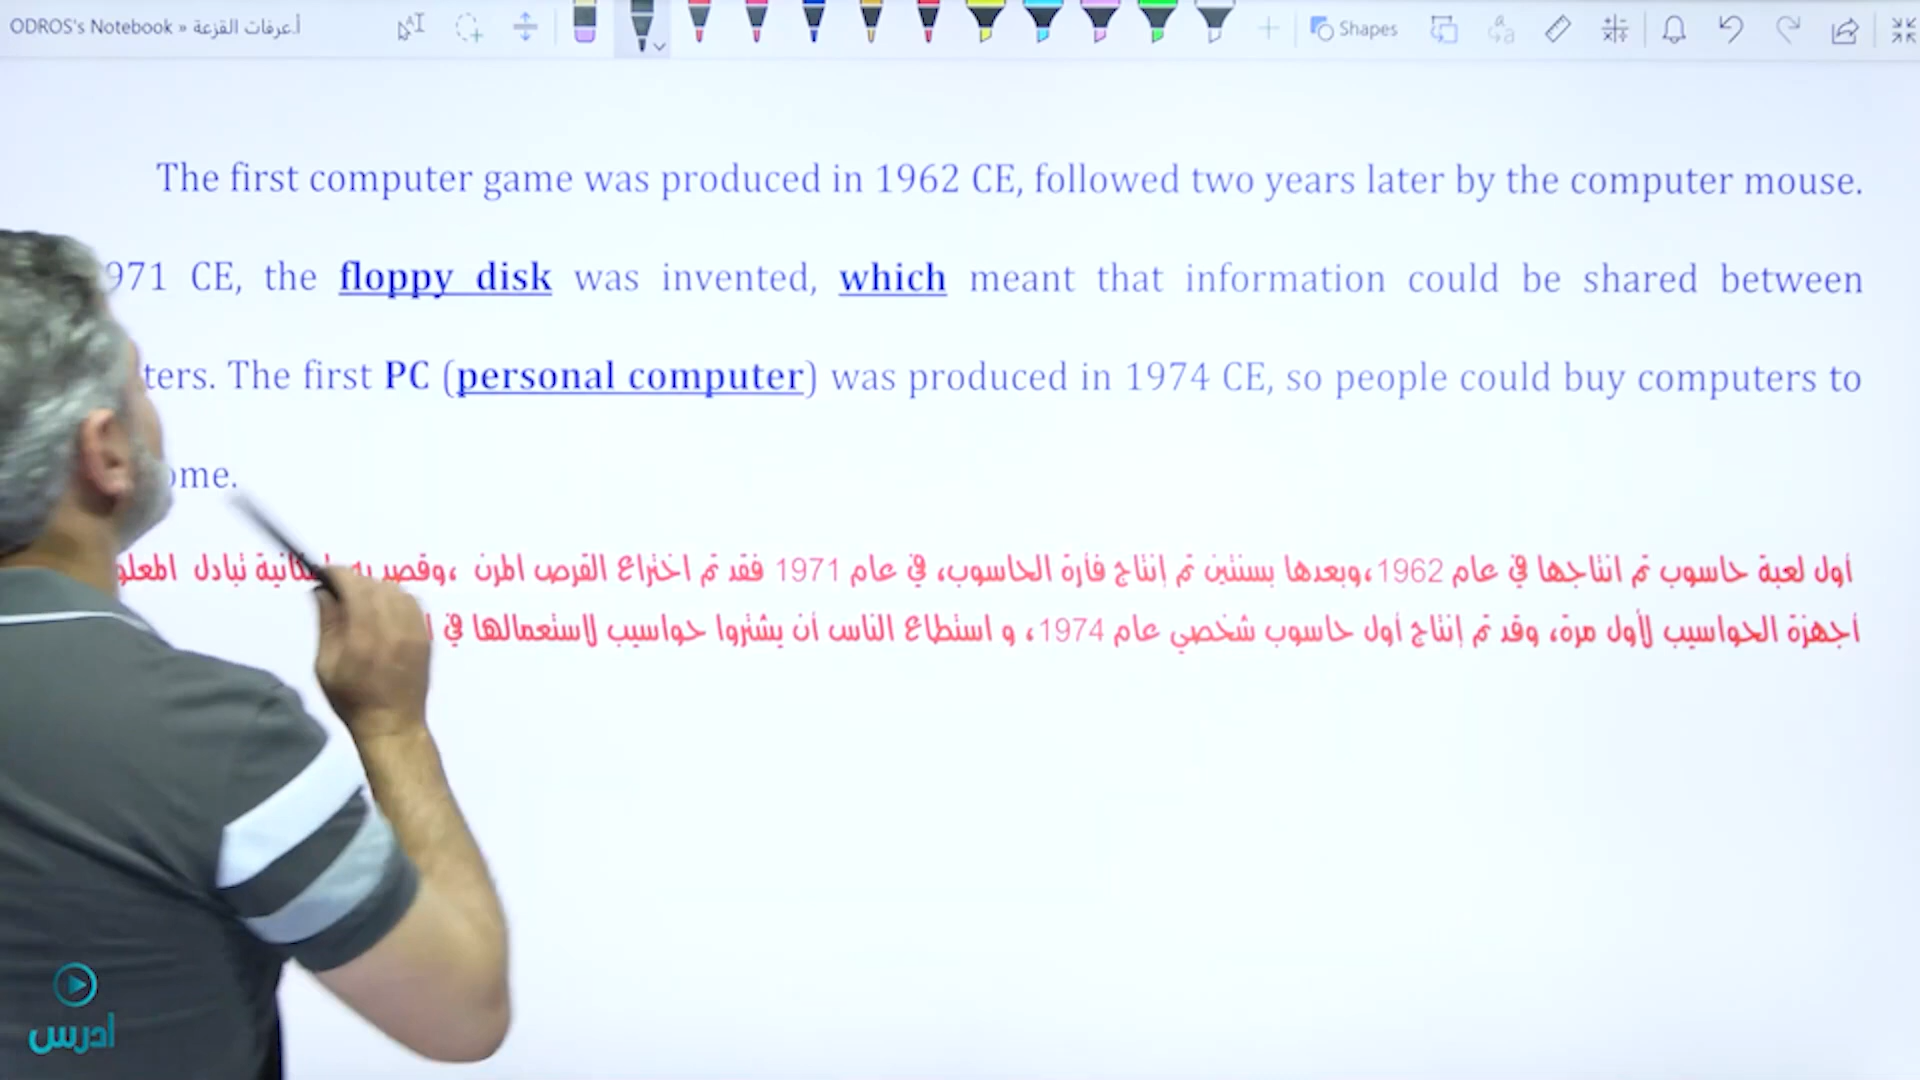 ODROS's Notebook » أ.عرفات القزعة
Shapes
The first computer game was produced in 1962 CE, followed two years later by the computer mouse.
971 CE, the floppy disk was invented, which meant that information could be shared between
ters. The first PC (personal computer) was produced in 1974 CE, so people could buy computers to
ome.
أول لعبة حاسوب تم انتاجها في عام 1962، وبعدها بسنتين تم إنتاج فأرة الحاسوب، في عام 1971 فقد تم اختراع القرص المرن ،وقصد تبادل
أجهزة الحواسيب لأول مرة، وقد تم إنتاج أول حاسوب شخصي عام 1974، و استطاع الناس أن يشتروا حواسيب لاستعمالها في
ادرس